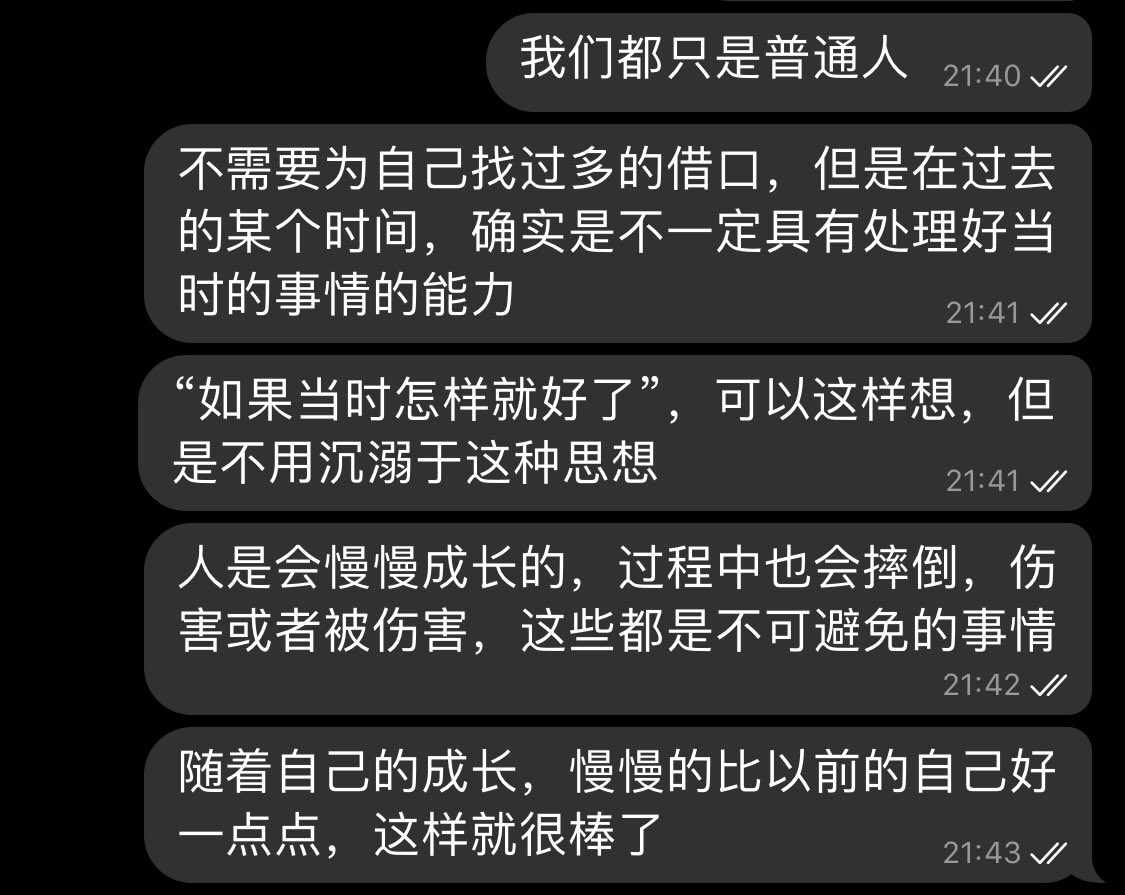 我们都只是普通人
21:40
不需要为自己找过多的借口，但是在过去
的某个时间，确实是不一定具有处理好当
时的事情的能力
21:41
“如果当时怎样就好了”，可以这样想，但
是不用沉溺于这种思想
21:41
人是会慢慢成长的，过程中也会摔倒，伤
害或者被伤害，这些都是不可避免的事情
21:42
随着自己的成长，慢慢的比以前的自己好
一点点，这样就很棒了
21:43